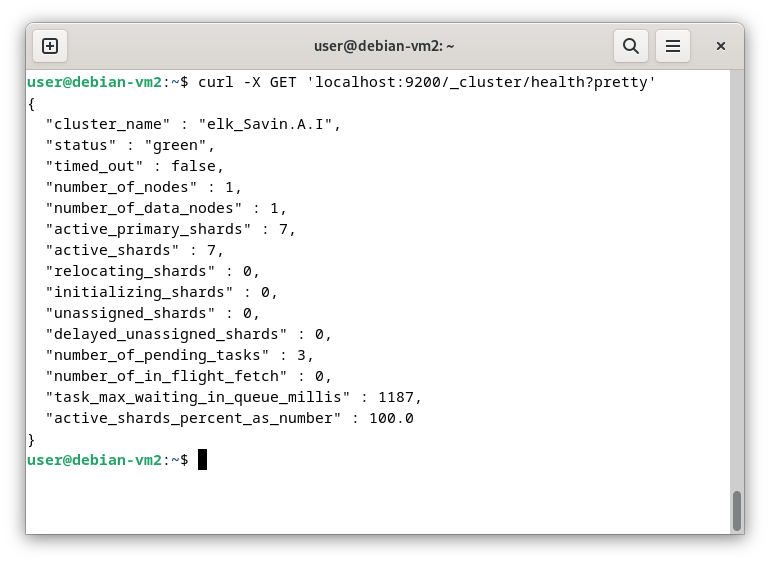 user@debian-vm2: ~
user@debian-vm2:~$ curl -X GET 'localhost:9200/_cluster/health?pretty'
{
  "cluster_name" : "elk_Savin.A.I",
  "status" : "green",
  "timed_out" : false,
  "number_of_nodes" : 1,
  "number_of_data_nodes" : 1,
  "active_primary_shards" : 7,
  "active_shards" : 7,
  "relocating_shards" : 0,
  "initializing_shards" : 0,
  "unassigned_shards" : 0,
  "delayed_unassigned_shards" : 0,
  "number_of_pending_tasks" : 3,
  "number_of_in_flight_fetch" : 0,
  "task_max_waiting_in_queue_millis" : 1187,
  "active_shards_percent_as_number" : 100.0
}
user@debian-vm2:~$